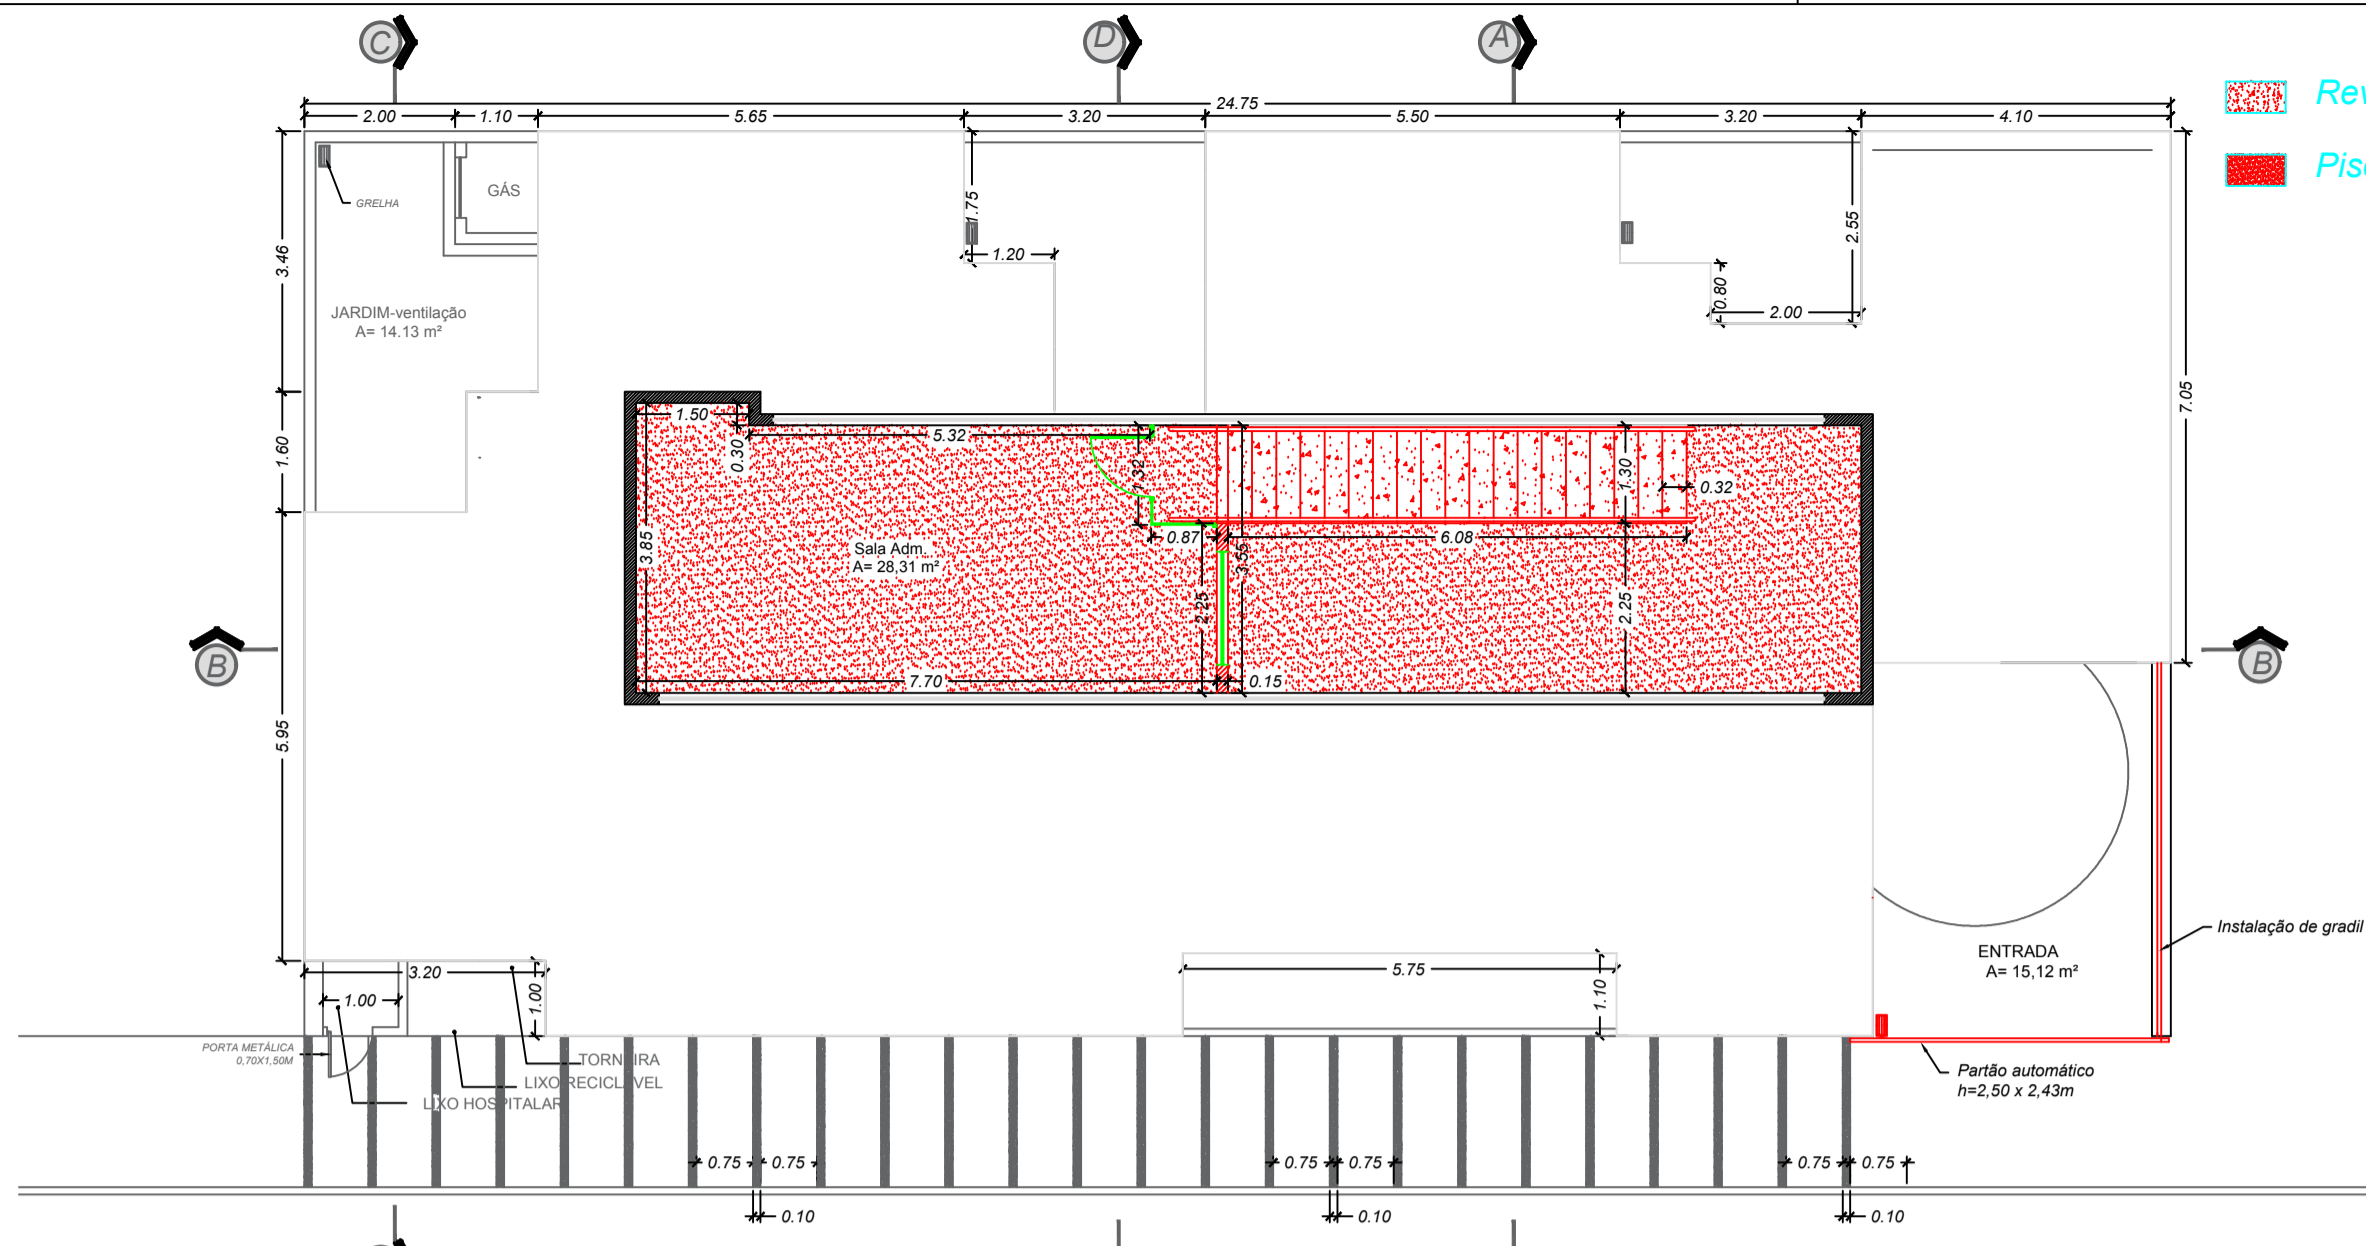 C
D
A
24.75
2.00
1.10
5.65
3.20
5.50
3.20
4.10
GÁS
GRELHA
3.46
1.75
1.20
2.55
0.80
2.00
JARDIM-ventilação
A= 14.13 m²
7.05
1.60
1.50
0.30
5.32
1.32
1.30
0.32
3.85
Sala Adm.
A= 28,31 m²
0.87
3.55
6.08
2.25
2.25
7.70
0.15
B
B
5.95
3.20
1.00
1.00
5.75
1.10
ENTRADA
A= 15,12 m²
Instalação de gradil
PORTA METÁLICA
0,70X1,50M
TORNEIRA
LIXO RECICLÁVEL
LIXO HOSPITALAR
Partão automático
h=2,50 x 2,43m
0.75
0.75
0.75
0.75
0.75
0.75
0.10
0.10
0.10